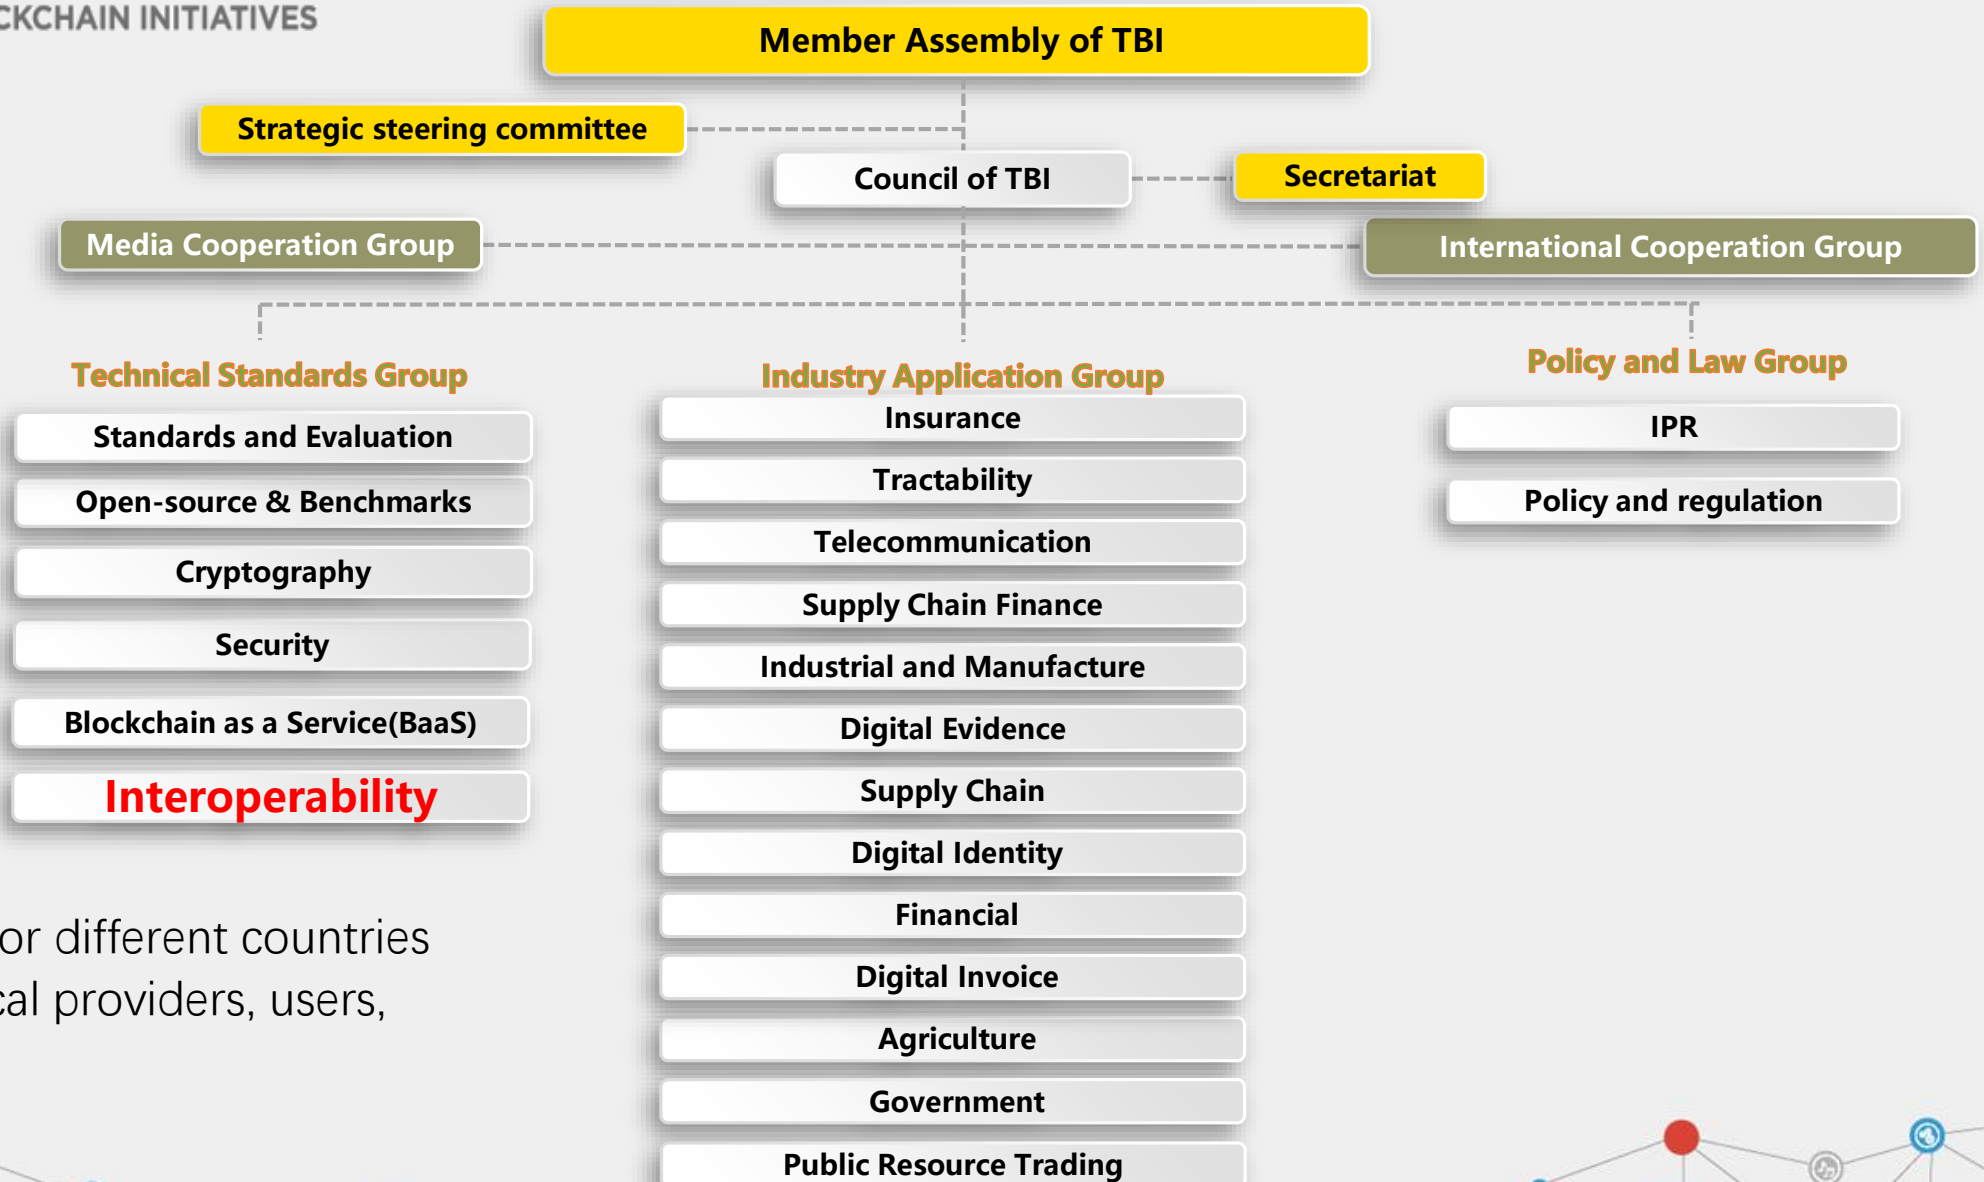 CKCHAIN INITIATIVES
Member Assembly of TBI
Strategic steering committee
Council of TBI
Secretariat
Media Cooperation Group
International Cooperation Group
Technical Standards Group
Standards and Evaluation
Open-source & Benchmarks
Cryptography
Security
Blockchain as a Service(BaaS)
Interoperability
Industry Application Group
Insurance
Tractability
Telecommunication
Supply Chain Finance
Industrial and Manufacture
Digital Evidence
Supply Chain
Digital Identity
Financial
Digital Invoice
Agriculture
Government
Public Resource Trading
Policy and Law Group
IPR
Policy and regulation
or different countries
cal providers, users,